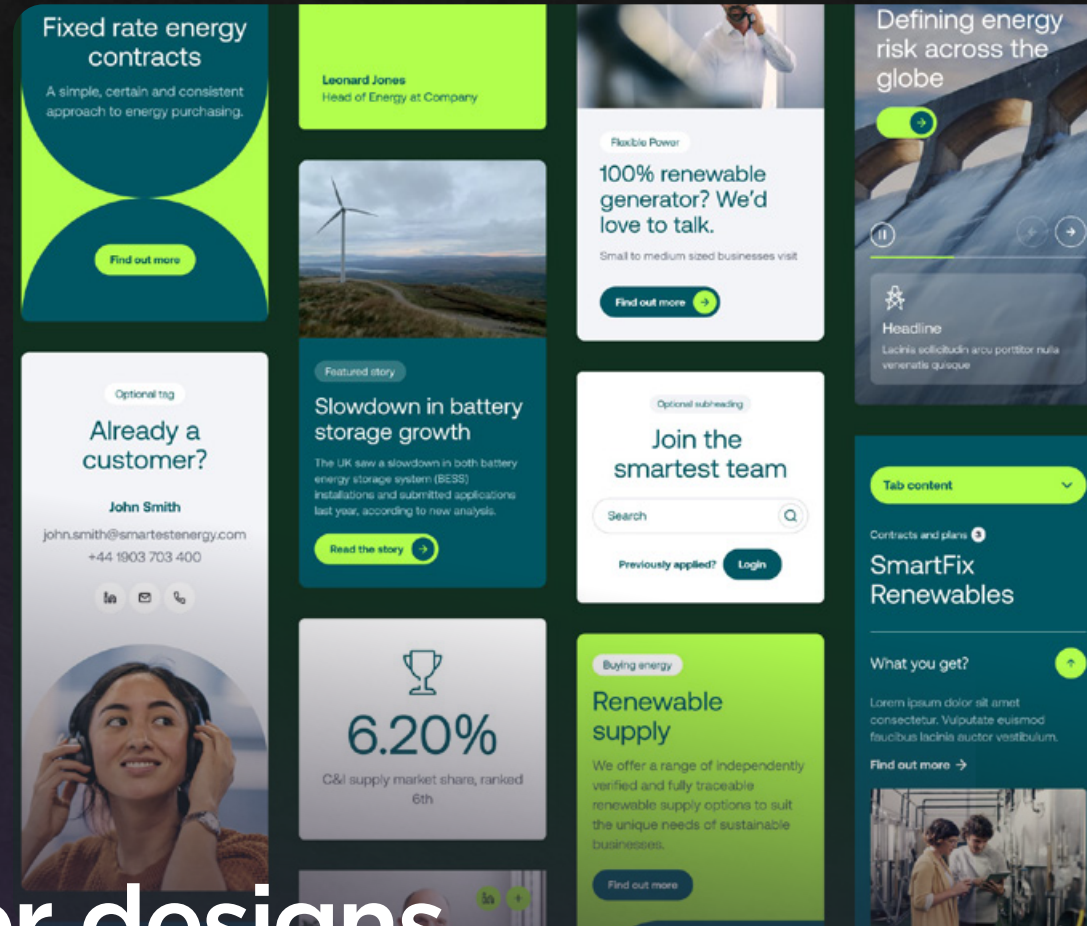 Fixed rate energy
contracts
A simple, certain and consistent
approach to energy purchasing.
Find out more
Optional tag
Already a
customer?
John Smith
john.smith@smartestenergy.com
+44 1903 703 400
in
Leonard Jones
Head of Energy at Company
Featured story
Slowdown in battery
storage growth
The UK saw a slowdown in both battery
energy storage system (BESS)
installations and submitted applications
last year, according to new analysis.
Read the story
6.20%
C&I supply market share, ranked
6th
in
Flexible Power
100% renewable
generator? We'd
love to talk.
Small to medium sized businesses visit
Find out more
Optional subheading
Join the
smartest team
Search
Previously applied?
Login
Buying energy
Renewable
supply
We offer a range of independently
verified and fully traceable
renewable supply options to suit
the unique needs of sustainable
businesses.
Find out more
Defining energy
risk across the
globe
Headline
Lacinia sollicitudin arcu porttitor nulla
venenatis quisque
Tab content
Contracts and plans 3
SmartFix
Renewables
What you get?
Lorem ipsum dolor sit amet
consectetur. Vulputate euismod
faucibus lacinia auctor vestibulum.
Find out more
designs